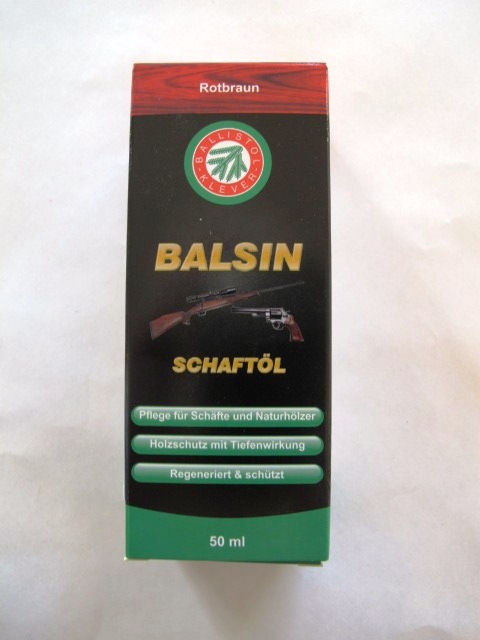 Rotbraun
BALLISTOL
KLEVER
BALSIN
SCHAFTÖL
Pflege für Schäfte und Naturhölzer
Holzschutz mit Tiefenwirkung
Regeneriert & schützt
50 ml